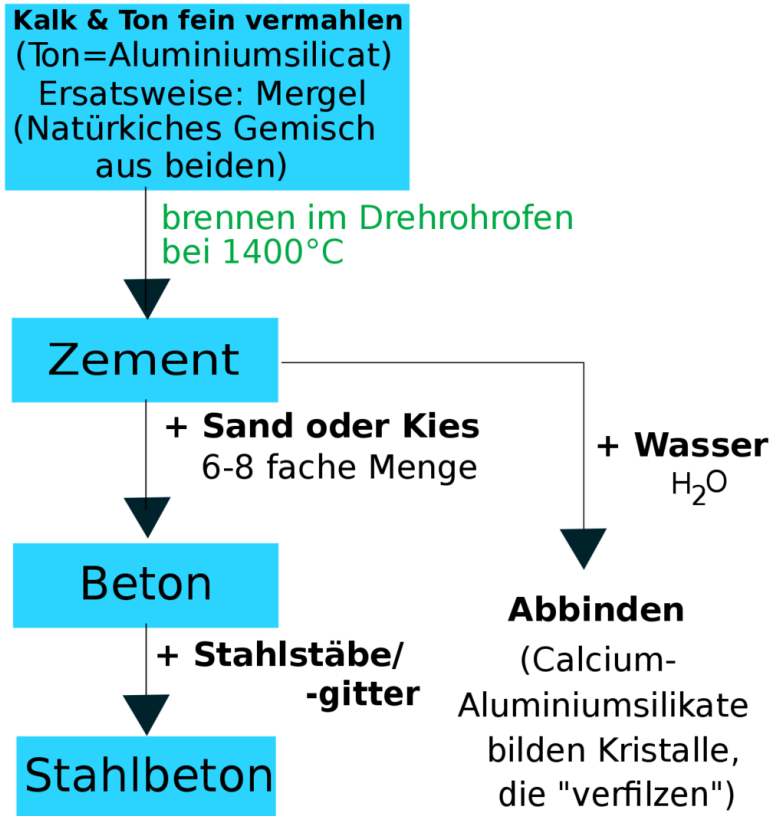 Kalk & Ton fein vermahlen
(Ton=Aluminiumsilicat)
Ersatsweise: Mergel
(Natürkiches Gemisch
aus beiden)
brennen im Drehrohrofen
bei 1400°C
Zement
+ Sand oder Kies
6-8 fache Menge
+ Wasser
H₂O
Beton
Abbinden
(Calcium-
Aluminiumsilikate
bilden Kristalle,
die "verfilzen")
+ Stahlstäbe/
-gitter
Stahlbeton